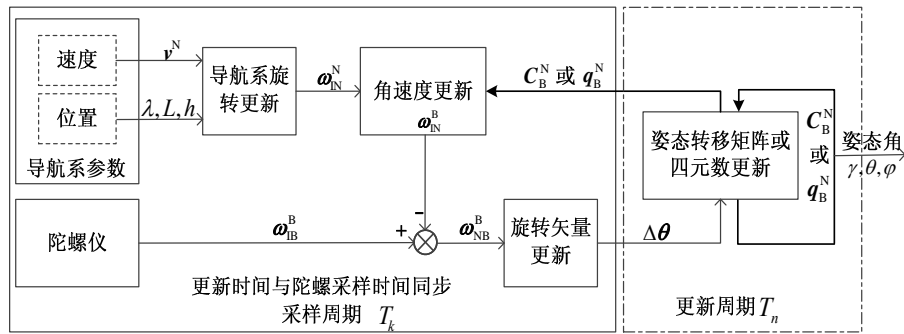 速度
v^N
位置
λ, L, h
导航系参数
导航系旋
转更新
ω_IN^N
角速度更新
ω_IN^B
C_B^N 或 q_B^N
姿态转移矩阵或
四元数更新
C_B^N
或
q_B^N
姿态角
γ,θ,φ
陀螺仪
ω_IB^B
+
-
ω_NB^B
旋转矢量
更新
Δθ
更新时间与陀螺采样时间同步
采样周期 T_k
更新周期T_n